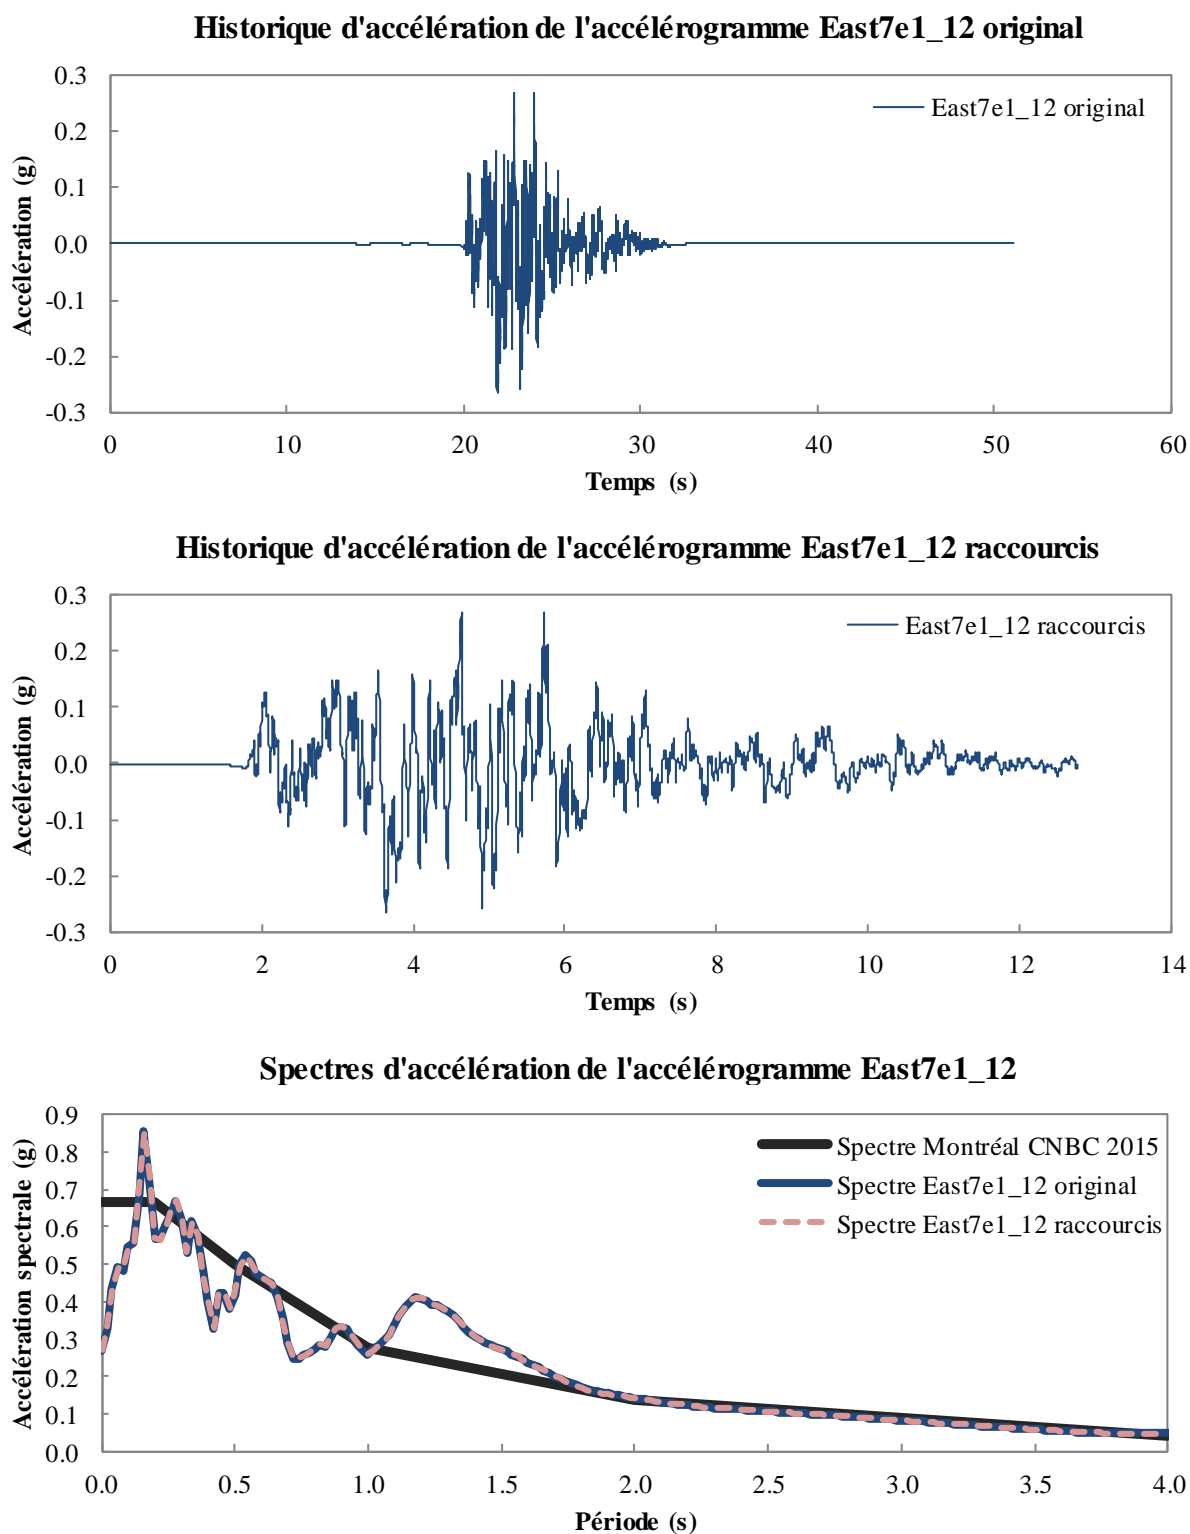 Historique d'accélération de l'accélérogramme East7e1_12 original
0.3
East7e1_12 original
0.2
0.1
0.0
-0.1
-0.2
-0.3
Accélération (g)
0 10 20 30 40 50 60
Temps (s)
Historique d'accélération de l'accélérogramme East7e1_12 raccourcis
0.3
East7e1_12 raccourcis
0.2
0.1
0.0
-0.1
-0.2
-0.3
Accélération (g)
0 2 4 6 8 10 12 14
Temps (s)
Spectres d'accélération de l'accélérogramme East7e1_12
0.9
0.8
0.7
0.6
0.5
0.4
0.3
0.2
0.1
0.0
Accélération spectrale (g)
Spectre Montréal CNBC 2015
Spectre East7e1_12 original
Spectre East7e1_12 raccourcis
0.0 0.5 1.0 1.5 2.0 2.5 3.0 3.5 4.0
Période (s)